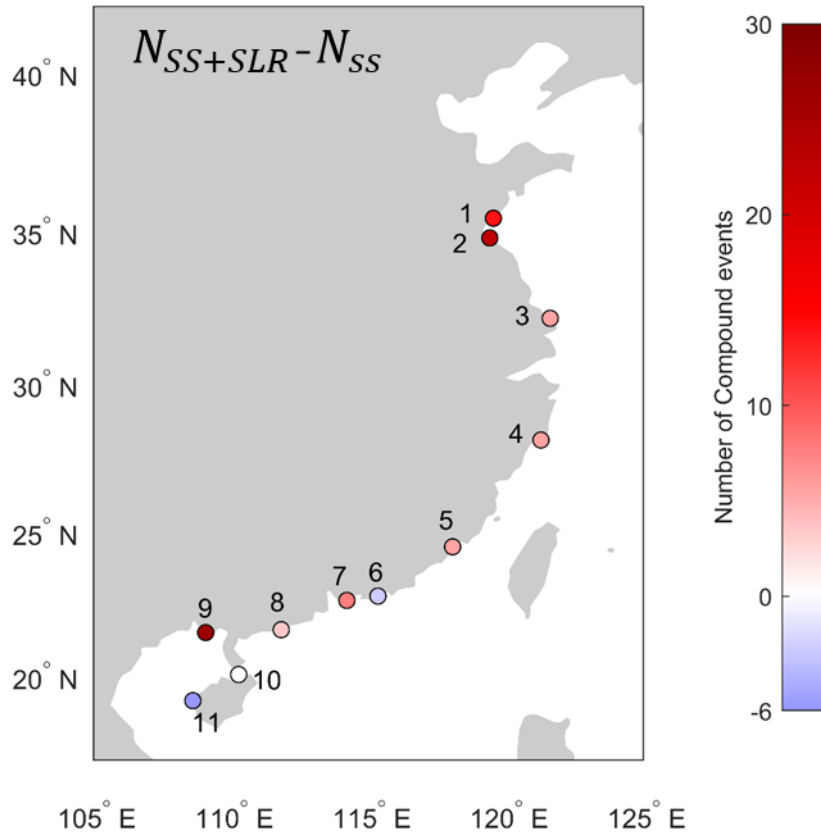 N_{SS+SLR} - N_{ss}
40° N
35° N
30° N
25° N
20° N
105° E 110° E 115° E 120° E 125° E
1
2
3
4
5
6
7
8
9
10
11
30
20
10
0
-6
Number of Compound events